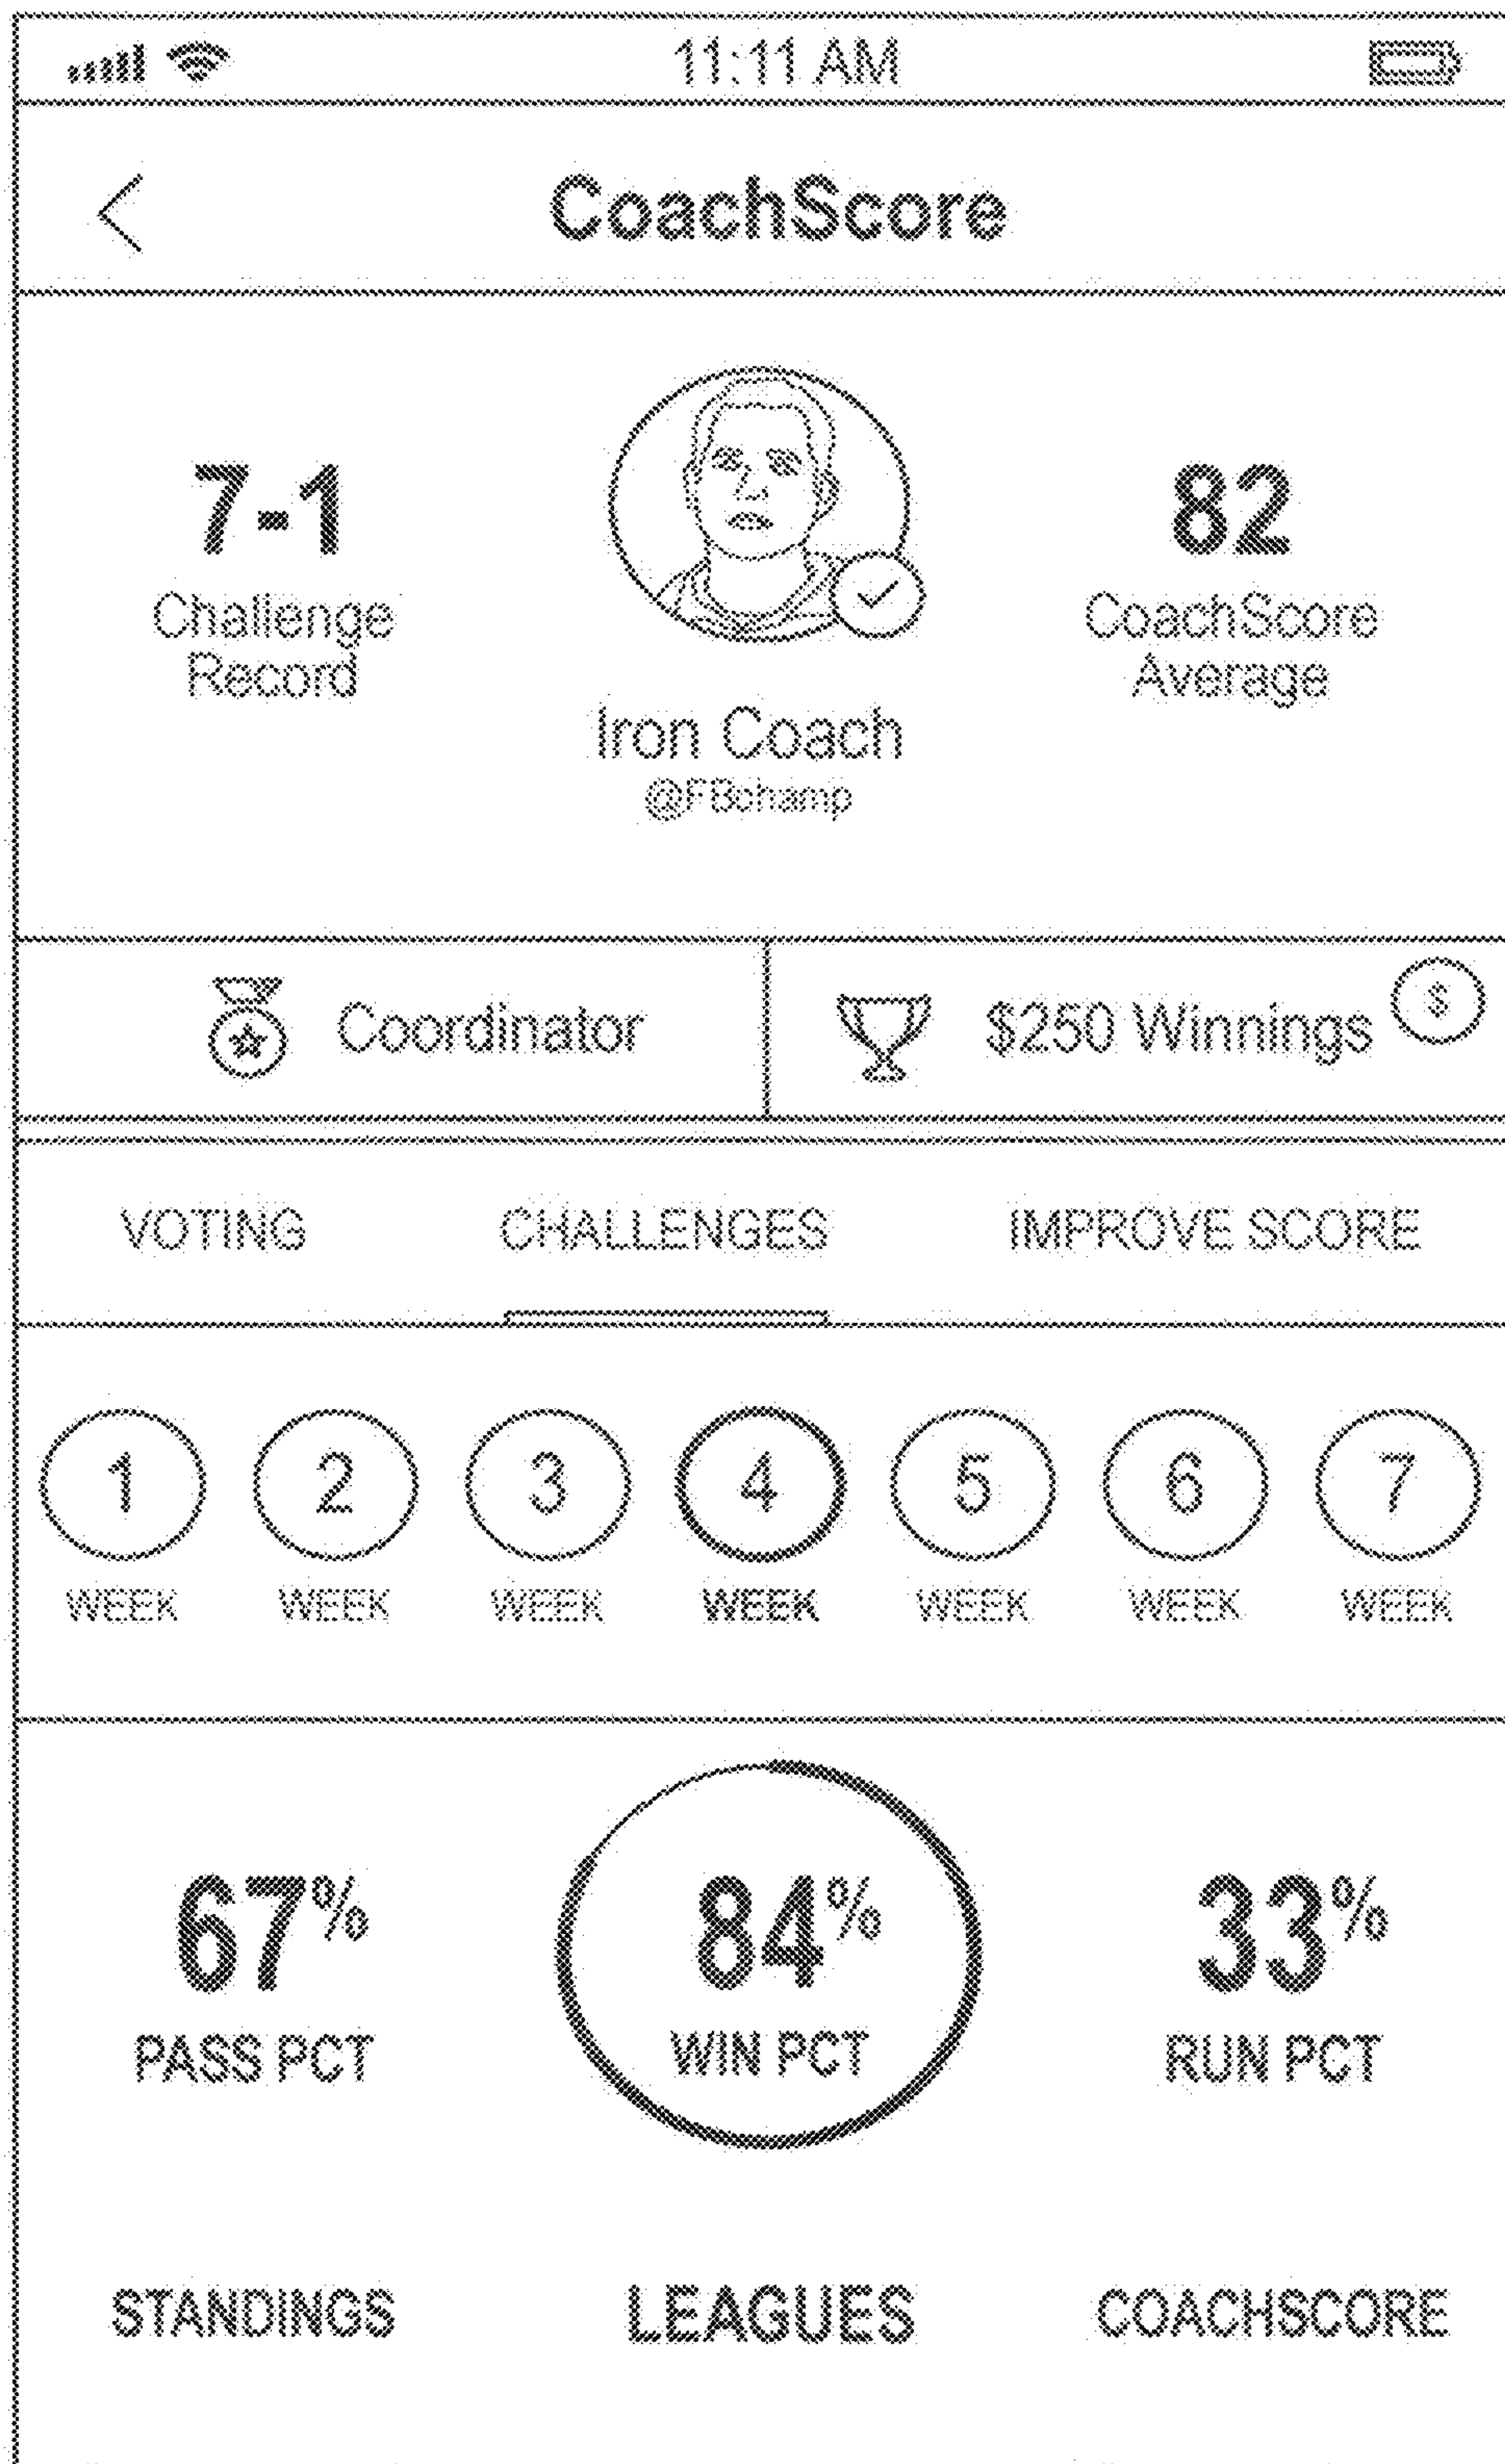 11:11 AM
CoachScore
7-1
Challenge
Record
Iron Coach
@FBchamp
82
CoachScore
Average
Coordinator
$250 Winnings $
VOTING CHALLENGES IMPROVE SCORE
1 2 3 4 5 6 7
WEEK WEEK WEEK WEEK WEEK WEEK WEEK
67% 84% 33%
PASS PCT WIN PCT RUN PCT
STANDINGS LEAGUES COACHSCORE